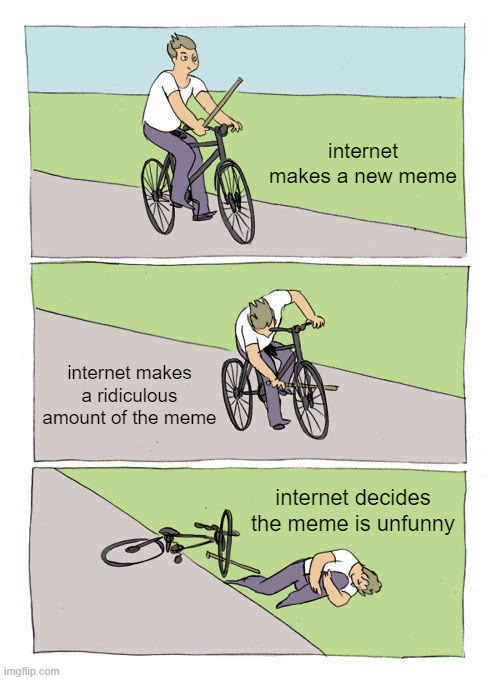 internet
makes a new meme
internet makes
a ridiculous
amount of the meme
internet decides
the meme is unfunny
imgflip.com